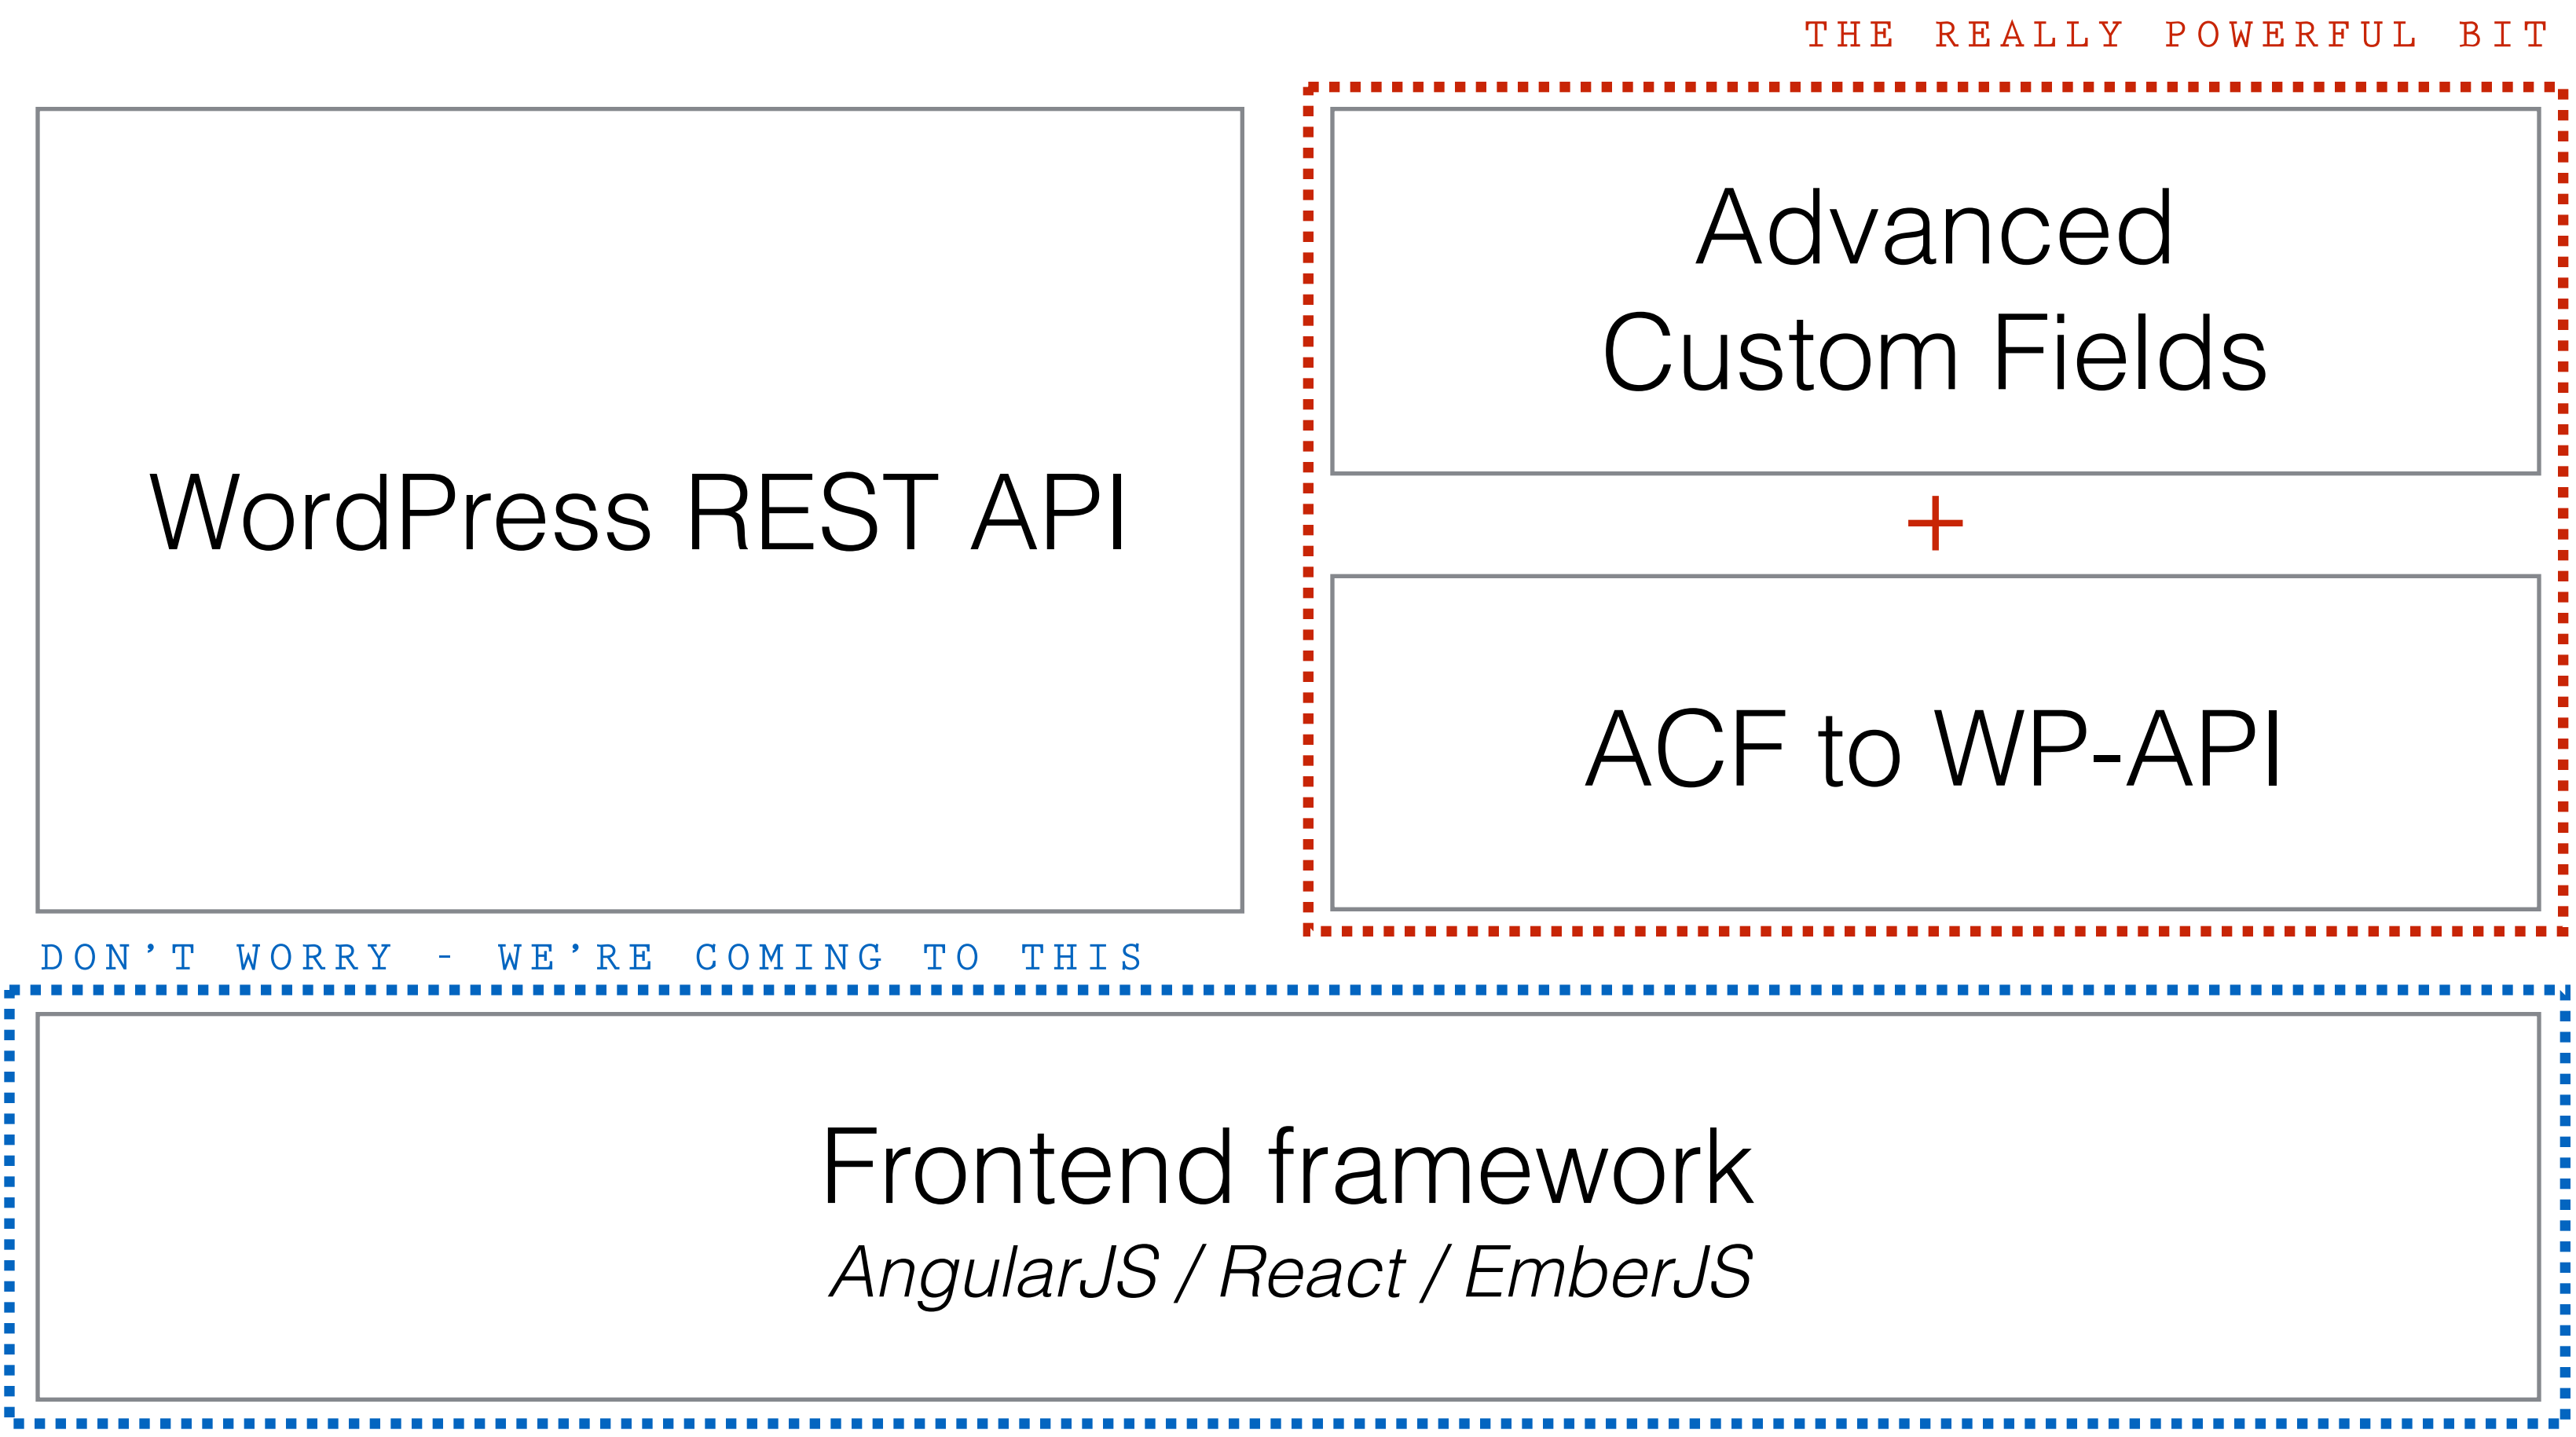 THE REALLY POWERFUL BIT
WordPress REST API
Advanced
Custom Fields
+
ACF to WP-API
DON’T WORRY - WE’RE COMING TO THIS
Frontend framework
AngularJS / React / EmberJS